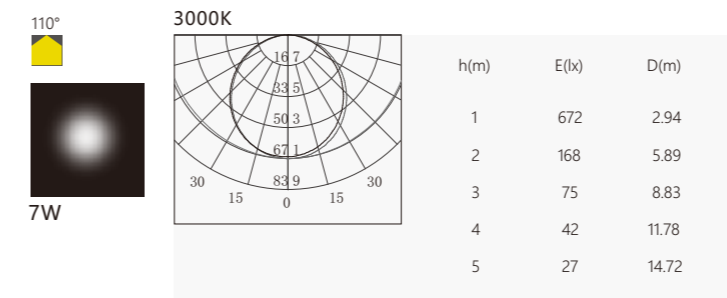 110°
3000K
7W
16 7
33 5
50 3
67 1
83 9
30 15 0 15 30
h(m) E(lx) D(m)
1 672 2.94
2 168 5.89
3 75 8.83
4 42 11.78
5 27 14.72